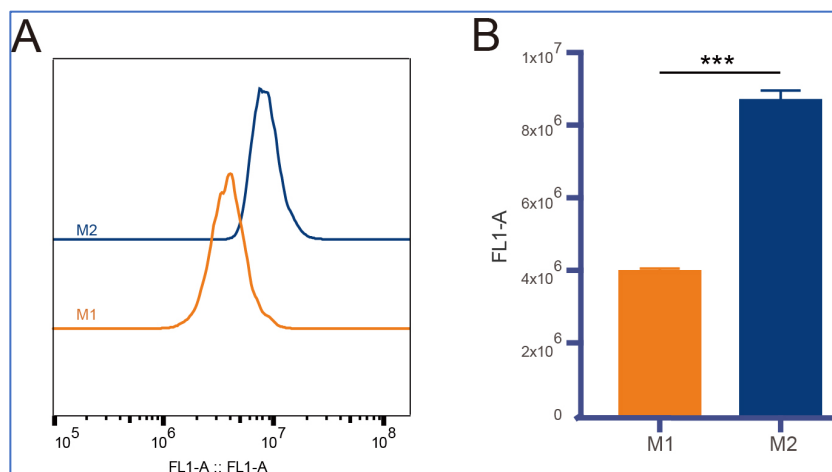 A
M2
M1
10^5 10^6 10^7 10^8
FL1-A :: FL1-A
B
***
1x10^7
8x10^6
6x10^6
4x10^6
2x10^6
0
FL1-A
M1 M2